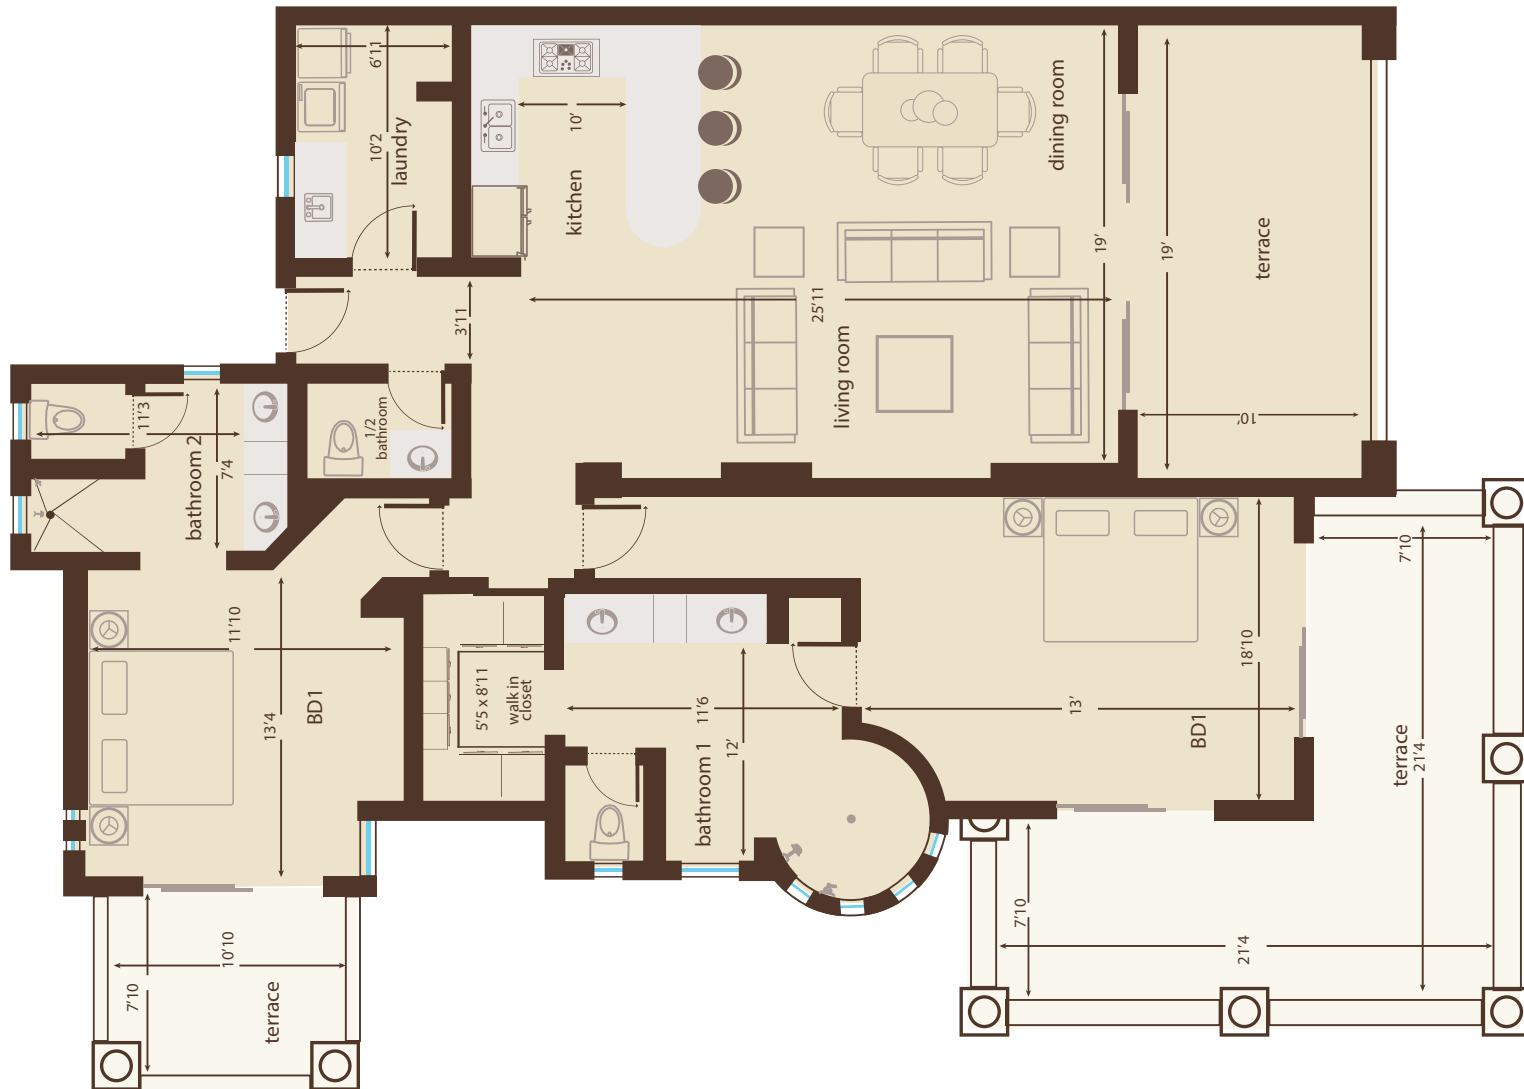 6'11
10'2
laundry
10'
kitchen
dining room
19'
19'
terrace
3'11
25'11
living room
10'
11'3
bathroom 2
7'4
1/2
bathroom
11'10
13'4
BD1
5'5 x 8'11
walk in
closet
11'6
12'
bathroom 1
13'
BD1
18'10
7'10
terrace
21'4
7'10
21'4
10'10
7'10
terrace